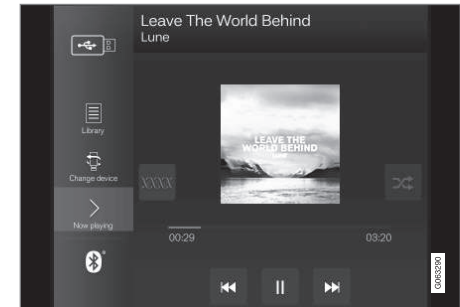 Leave The World Behind
Lune
Library
Change device
Now playing
LEAVE THE
WORLD BEHIND
LUNE
XXXX
00:29
03:20
G063290